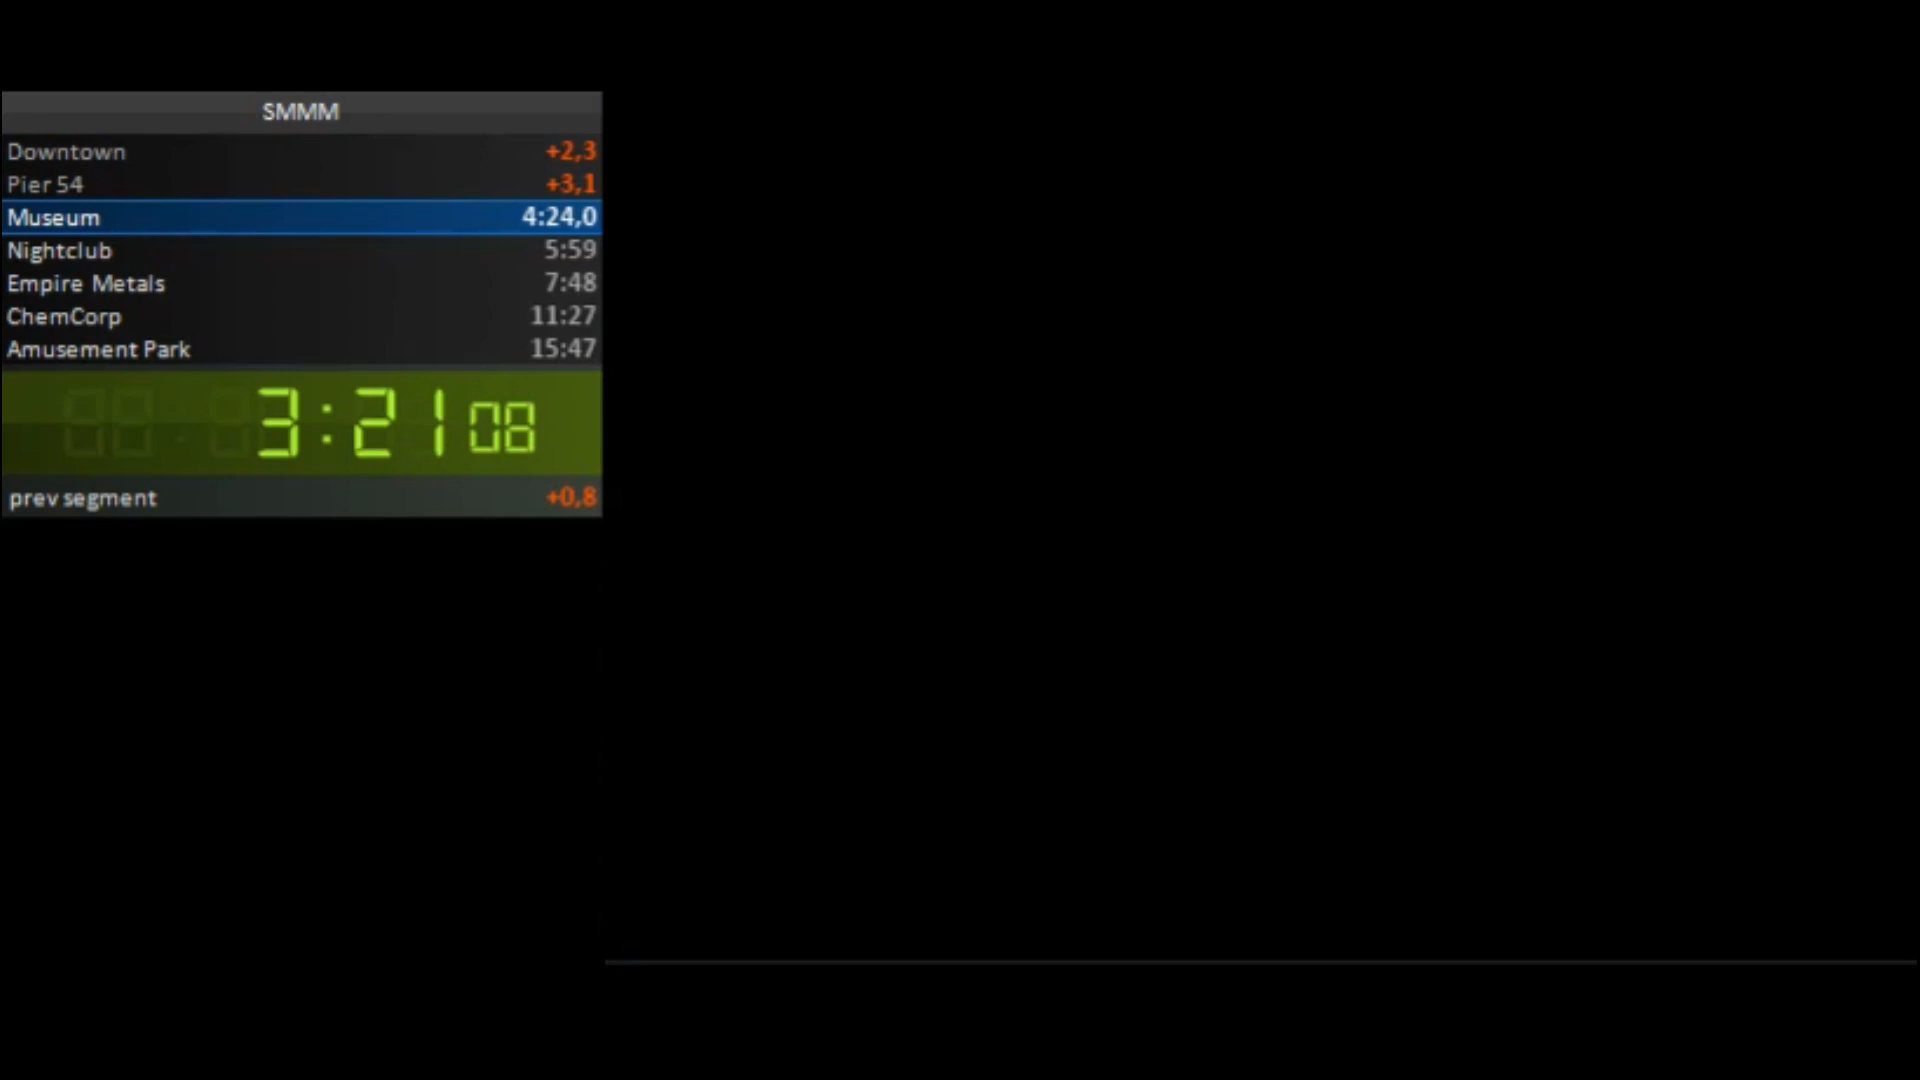 SMMM
Downtown +2,3
Pier 54 +3,1
Museum 4:24,0
Nightclub 5:59
Empire Metals 7:48
ChemCorp 11:27
Amusement Park 15:47
3:21 08
prev segment +0,8